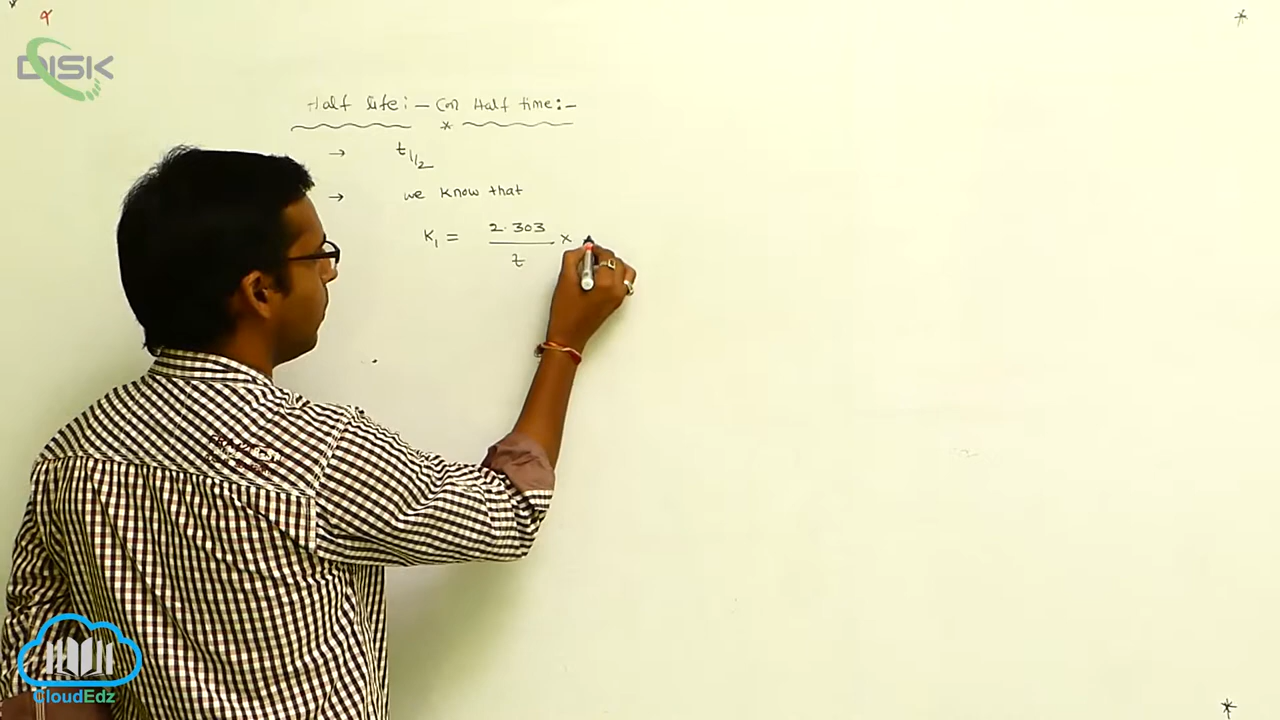 DISK
Half life :- (or) Half time :-
*
→ t1/2
→ we know that
K1 = 2.303 / t ×
CloudEdz